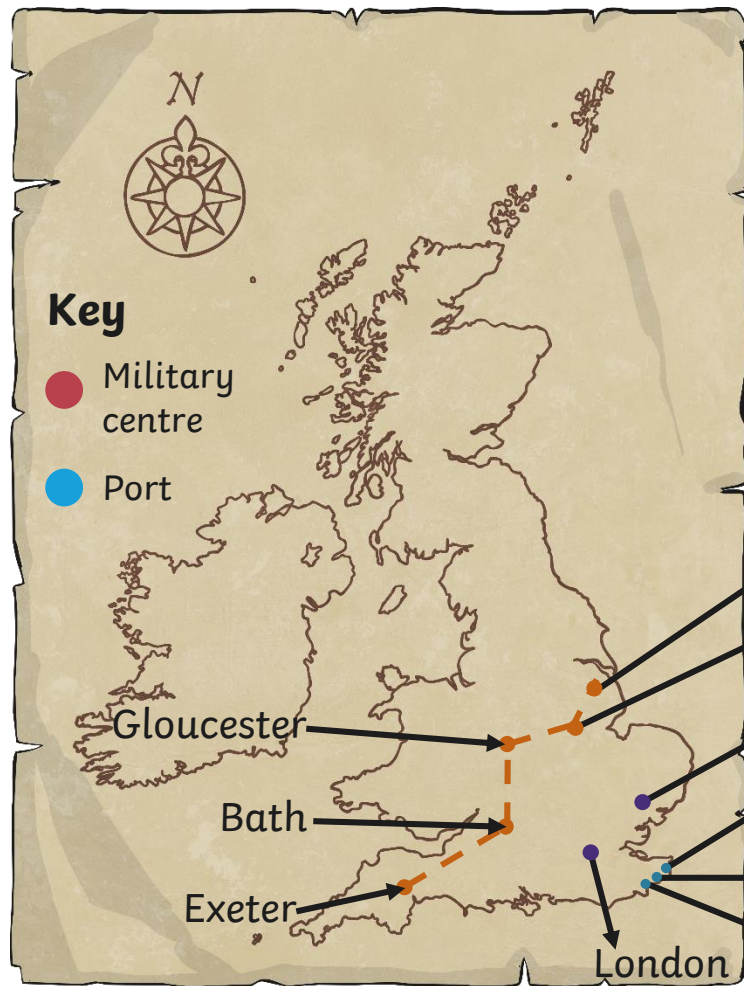 N
Key
Military
centre
Port
Gloucester
Bath
Exeter
London